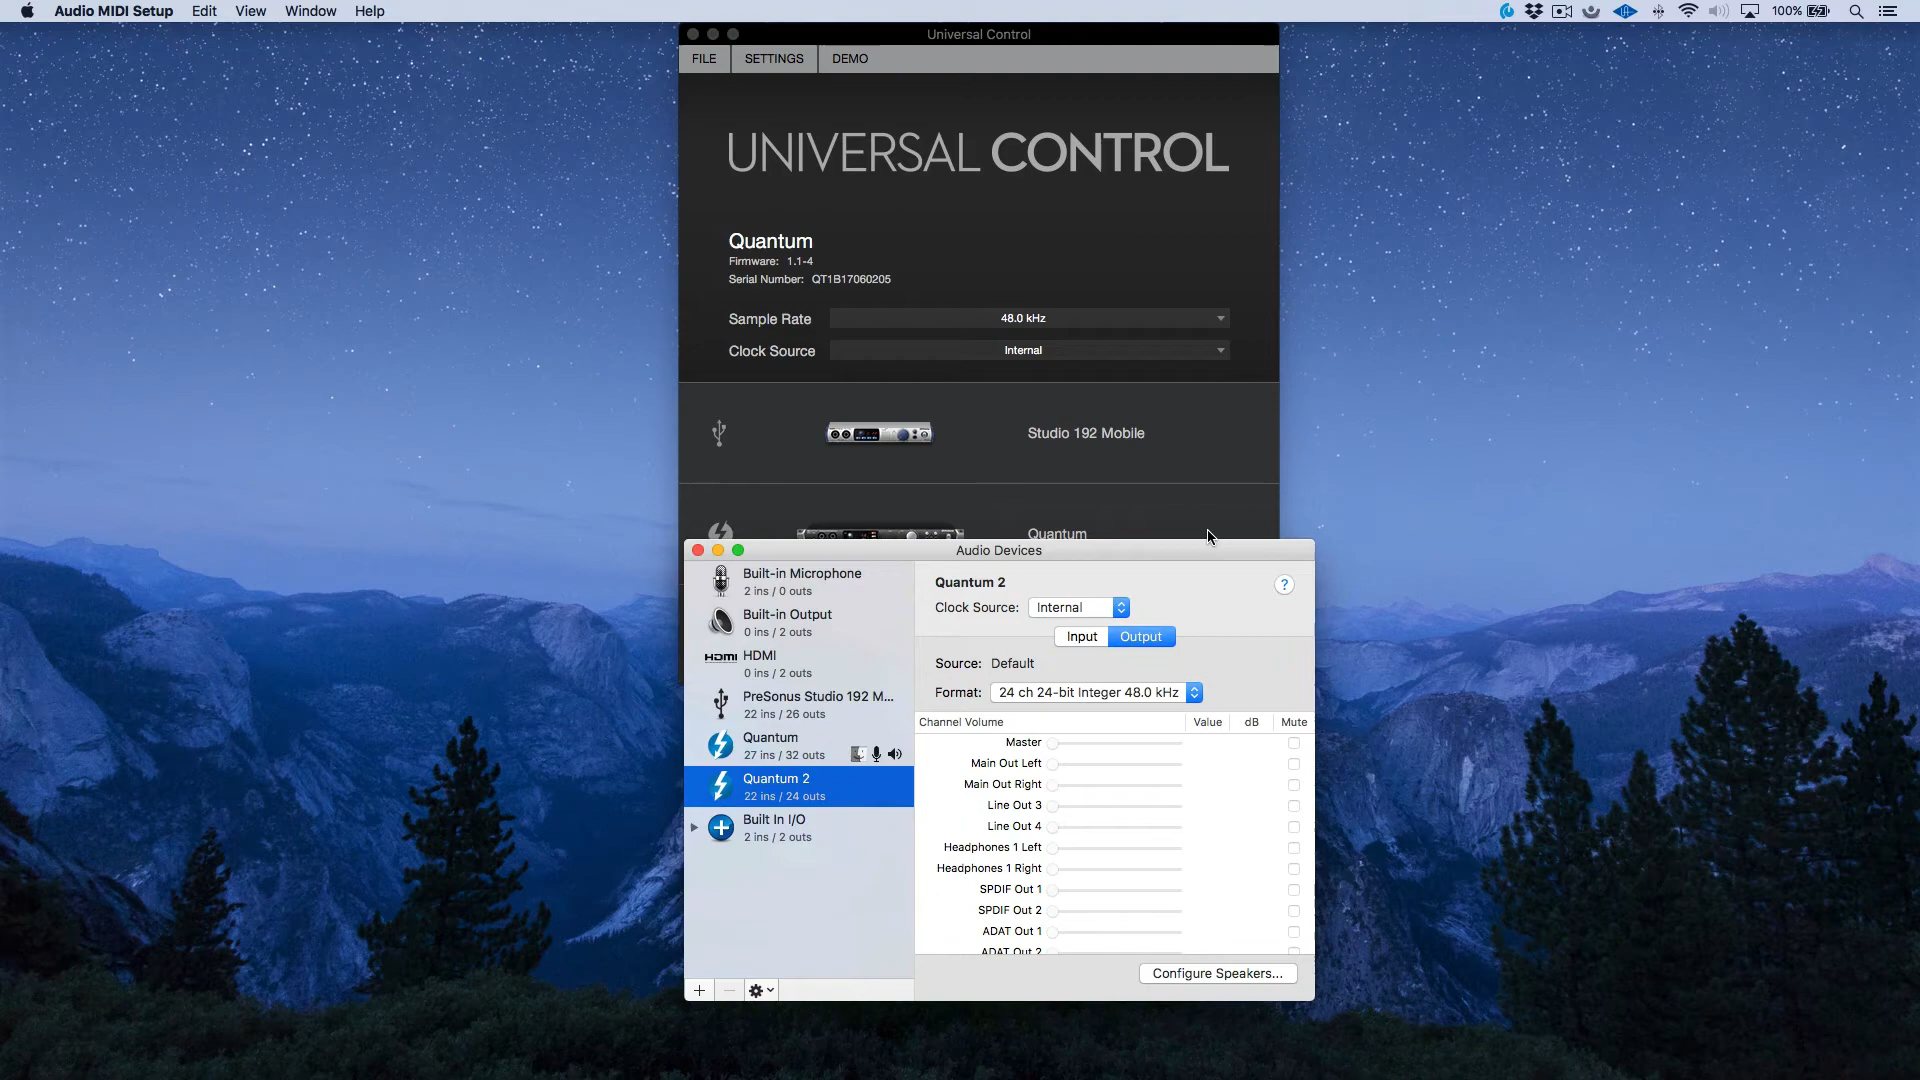 Audio MIDI Setup Edit View Window Help
100%
Universal Control
FILE SETTINGS DEMO
UNIVERSAL CONTROL
Quantum
Firmware: 1.1-4
Serial Number: QT1B17060205
Sample Rate 48.0 kHz
Clock Source Internal
Studio 192 Mobile
Quantum
Audio Devices
Built-in Microphone
2 ins / 0 outs
Built-in Output
0 ins / 2 outs
HDMI HDMI
0 ins / 2 outs
PreSonus Studio 192 M...
22 ins / 26 outs
Quantum
27 ins / 32 outs
Quantum 2
22 ins / 24 outs
Built In I/O
2 ins / 2 outs
Quantum 2
?
Clock Source: Internal
Input Output
Source: Default
Format: 24 ch 24-bit Integer 48.0 kHz
Channel Volume Value dB Mute
Master
Main Out Left
Main Out Right
Line Out 3
Line Out 4
Headphones 1 Left
Headphones 1 Right
SPDIF Out 1
SPDIF Out 2
ADAT Out 1
ADAT Out 2
Configure Speakers...